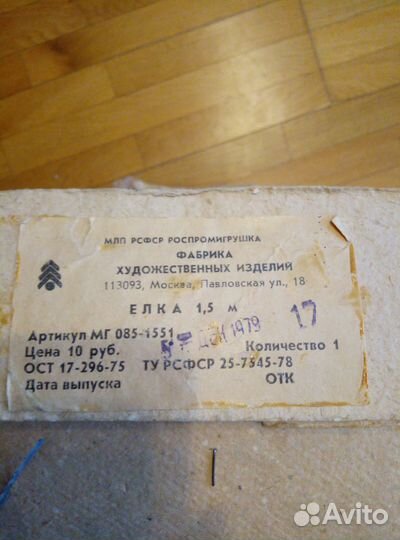 МЛП РСФСР РОСПРОМИГРУШКА
ФАБРИКА
ХУДОЖЕСТВЕННЫХ ИЗДЕЛИЙ
113093, Москва, Павловская ул., 18
ЕЛКА 1,5 м
17
Артикул МГ 085-1551
ДЕК 1979
Цена 10 руб.
Количество 1
ОСТ 17-296-75 ТУ РСФСР 25-7345-78
Дата выпуска ОТК
Avito